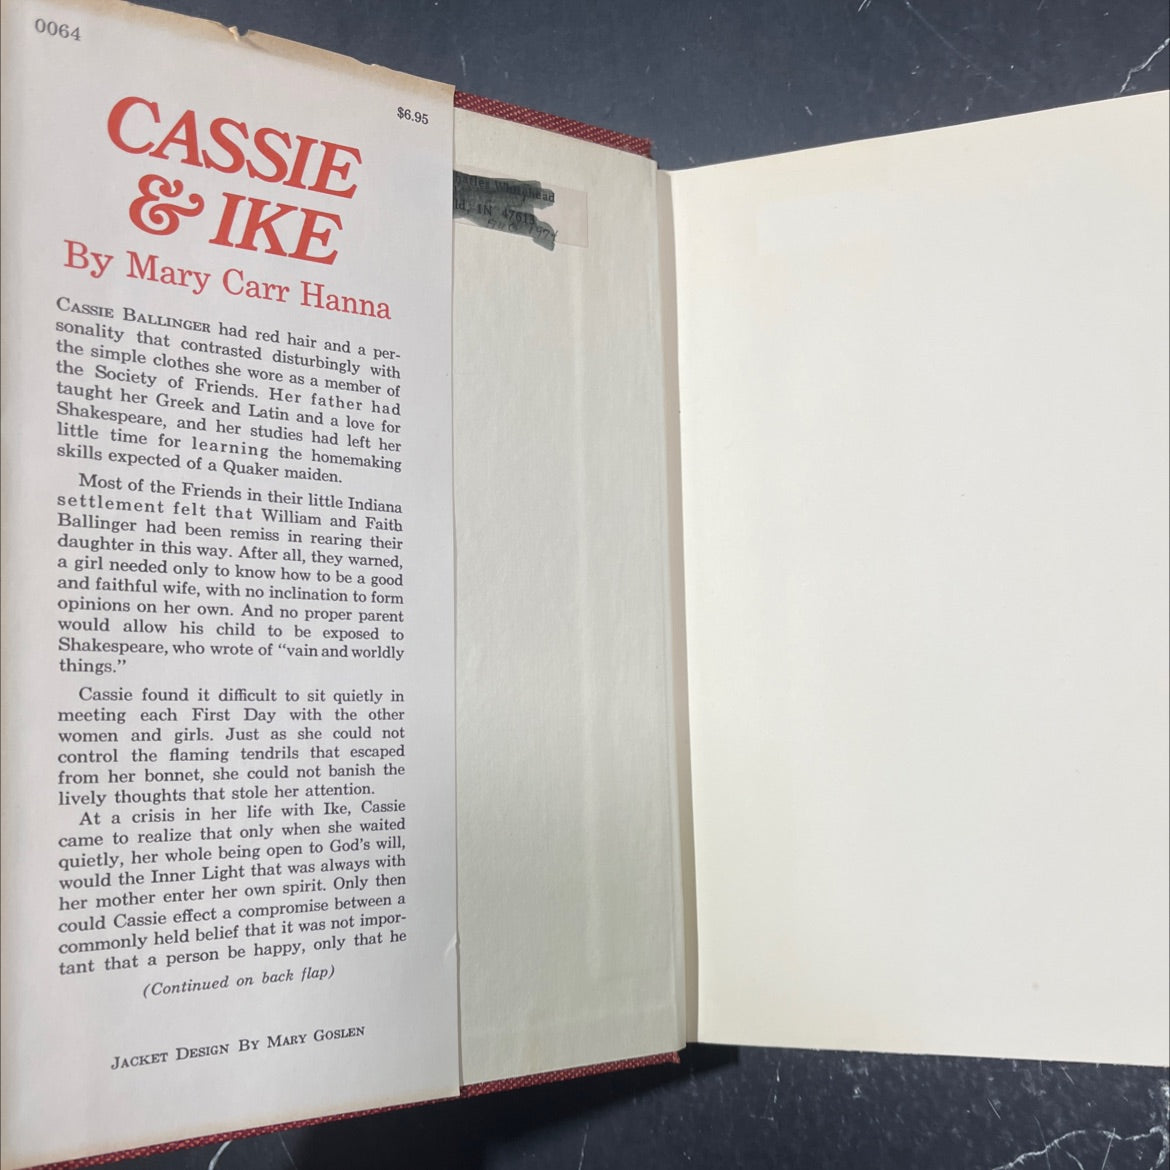 0064
$6.95
CASSIE
& IKE
By Mary Carr Hanna
CASSIE BALLINGER had red hair and a per-
sonality that contrasted disturbingly with
the simple clothes she wore as a member of
the Society of Friends. Her father had
taught her Greek and Latin and a love for
Shakespeare, and her studies had left her
little time for learning the homemaking
skills expected of a Quaker maiden.
Most of the Friends in their little Indiana
settlement felt that William and Faith
Ballinger had been remiss in rearing their
daughter in this way. After all, they warned,
a girl needed only to know how to be a good
and faithful wife, with no inclination to form
opinions on her own. And no proper parent
would allow his child to be exposed to
Shakespeare, who wrote of "vain and worldly
things."
Cassie found it difficult to sit quietly in
meeting each First Day with the other
women and girls. Just as she could not
control the flaming tendrils that escaped
from her bonnet, she could not banish the
lively thoughts that stole her attention.
At a crisis in her life with Ike, Cassie
came to realize that only when she waited
quietly, her whole being open to God's will,
would the Inner Light that was always with
her mother enter her own spirit. Only then
could Cassie effect a compromise between a
commonly held belief that it was not impor-
tant that a person be happy, only that he
(Continued on back flap)
JACKET DESIGN BY MARY GOSLEN
Whitehead
IN 47613
1974